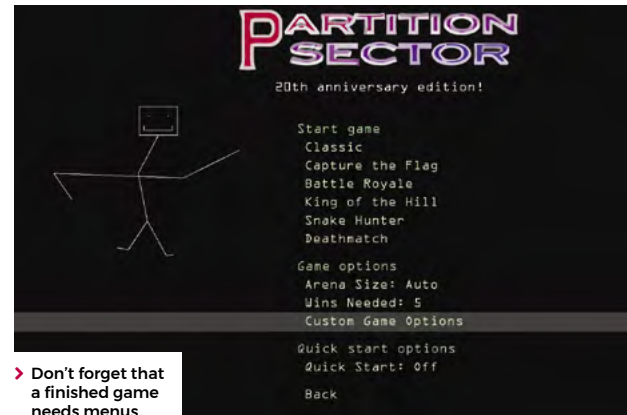 PARTITION
SECTOR
20th anniversary edition!
Start game
Classic
Capture the Flag
Battle Royale
King of the Hill
Snake Hunter
Deathmatch
Game options
Arena Size: Auto
Wins Needed: 5
Custom Game Options
Quick start options
Quick Start: Off
Back
Don't forget that
a finished game
needs menus